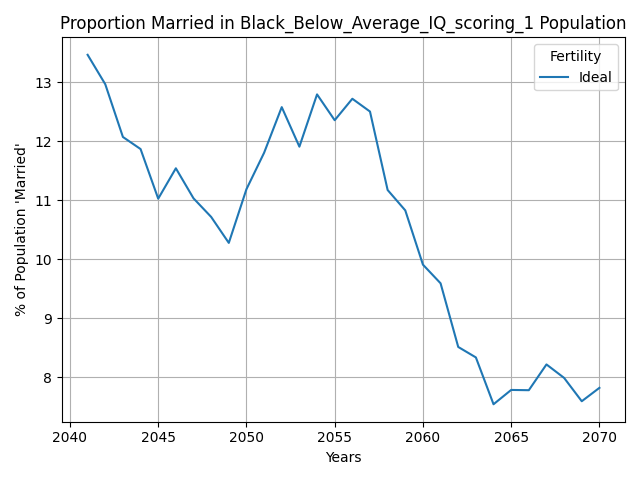 Proportion Married in Black_Below_Average_IQ_scoring_1 Population
Fertility
Ideal
% of Population 'Married'
13
12
11
10
9
8
2040 2045 2050 2055 2060 2065 2070
Years